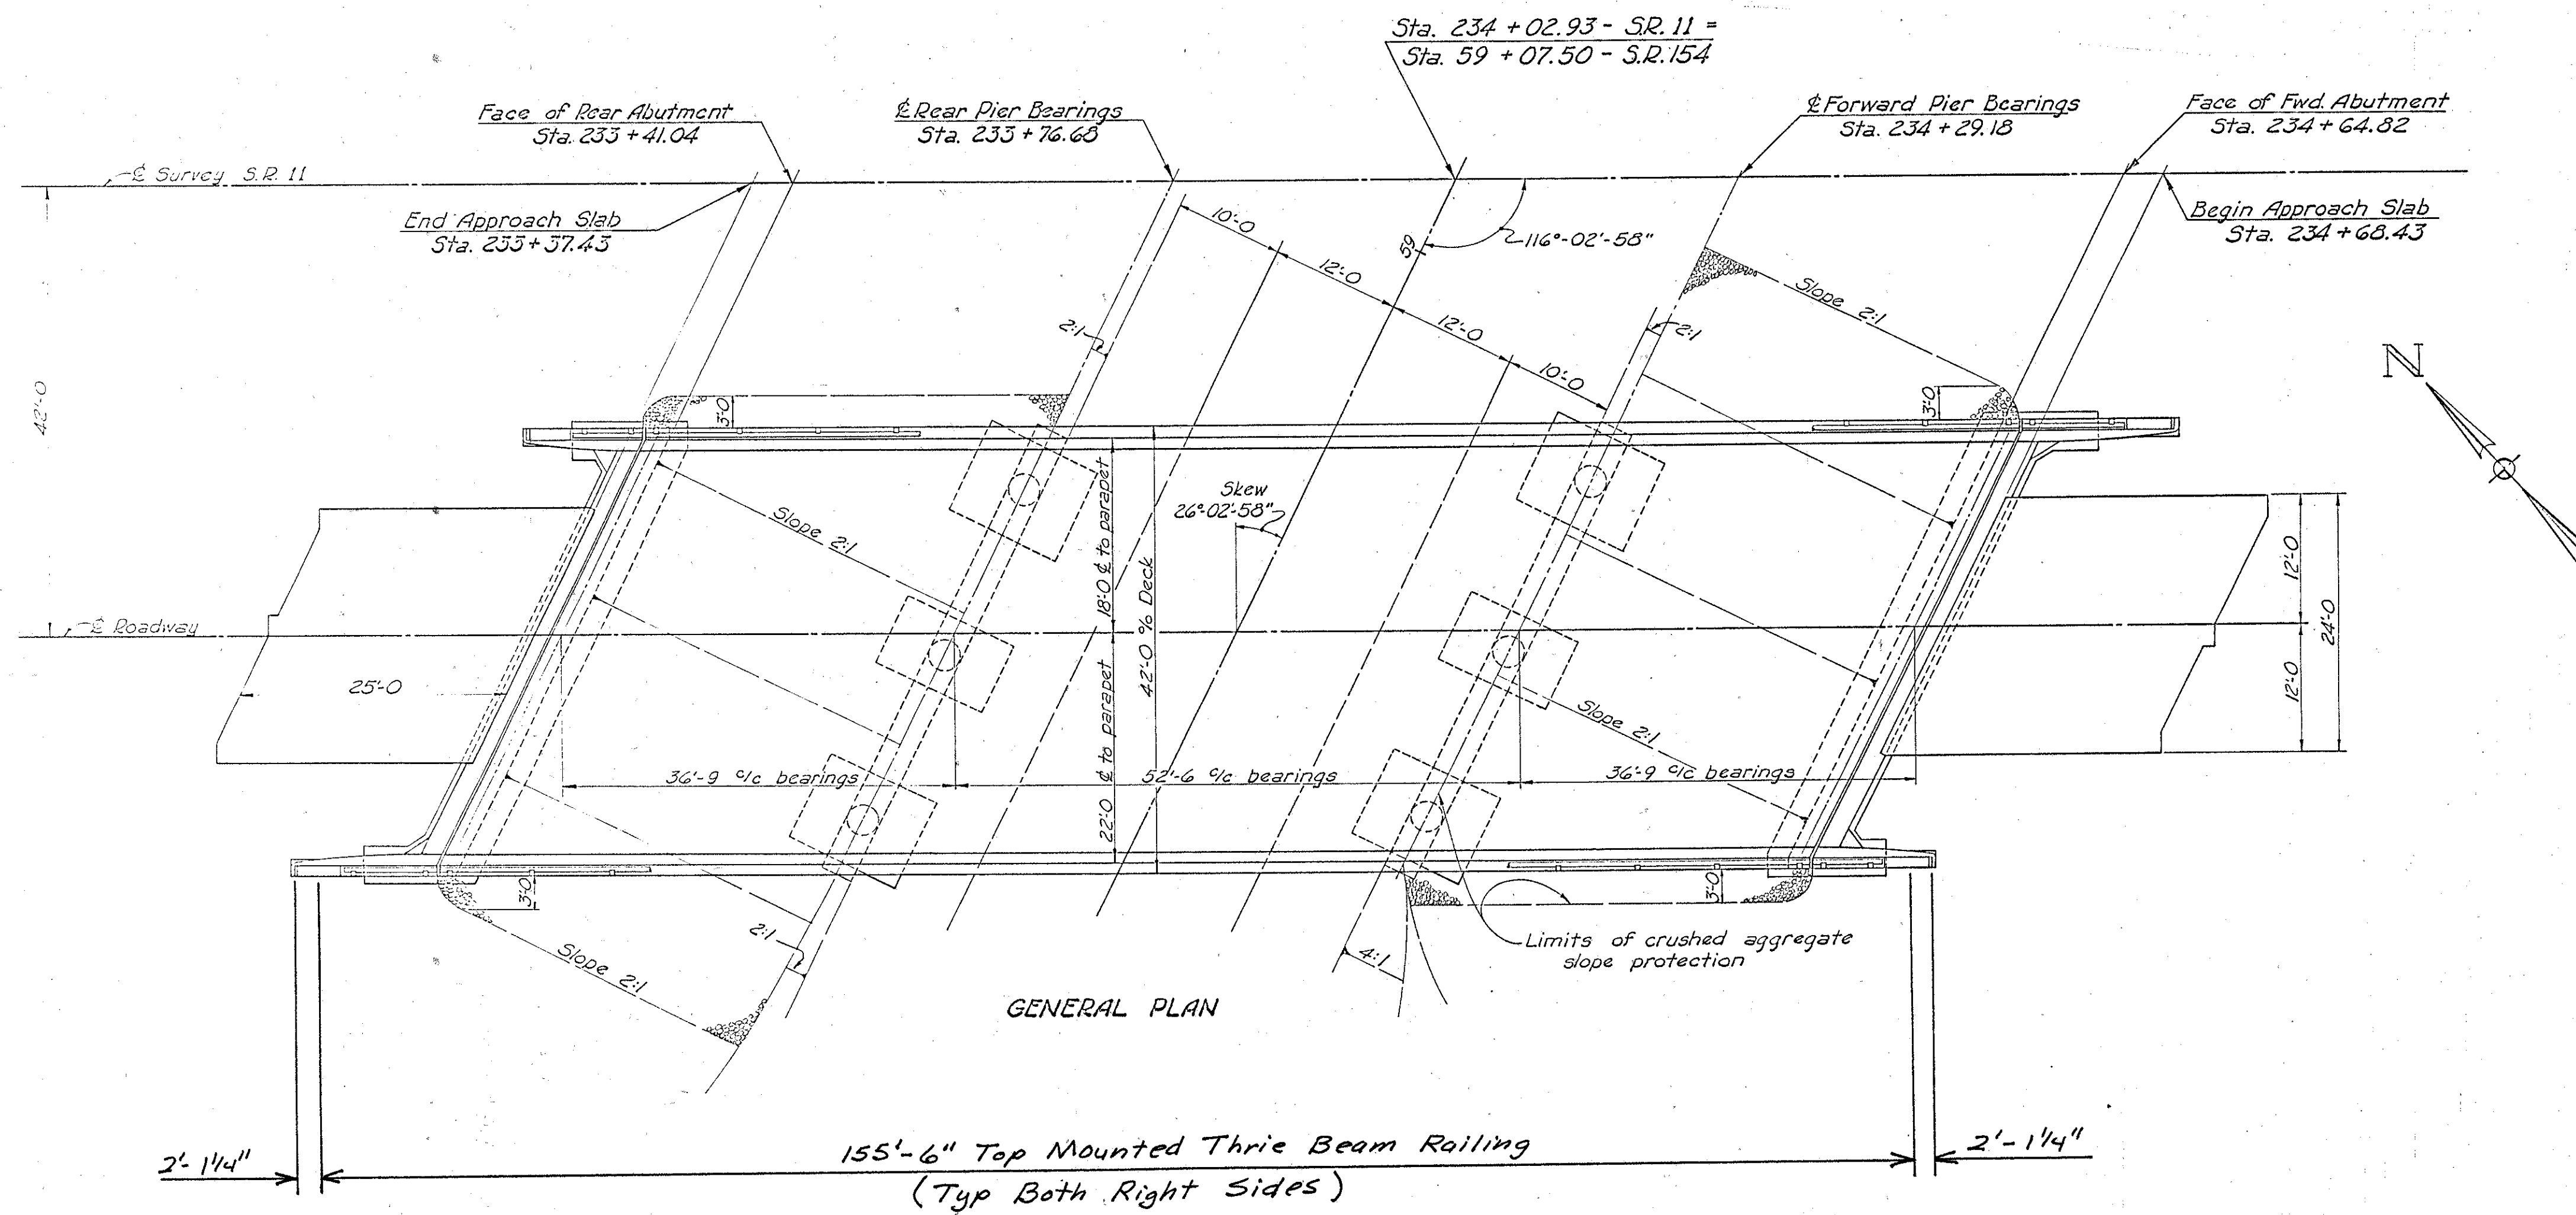 Sta. 234 + 02.93 - S.R. 11 =
Sta. 59 + 07.50 - S.R. 154
Face of Rear Abutment
Sta. 233 + 41.04
℄ Rear Pier Bearings
Sta. 233 + 76.68
℄ Forward Pier Bearings
Sta. 234 + 29.18
Face of Fwd. Abutment
Sta. 234 + 64.82
℄ Survey S.R. 11
End Approach Slab
Sta. 233 + 37.43
Begin Approach Slab
Sta. 234 + 68.43
10'-0
12'-0
12'-0
10'-0
59
116°-02'-58"
2:1
2:1
Slope 2:1
N
42'-0
3'-0
3'-0
Slope 2:1
18'-0 ℄ to parapet
42'-0 % Deck
Skew
26°-02'-58"
12'-0
24'-0
12'-0
℄ Roadway
25'-0
22'-0 ℄ to parapet
Slope 2:1
36'-9 c/c bearings
52'-6 c/c bearings
36'-9 c/c bearings
3'-0
3'-0
2:1
Slope 2:1
4:1
Limits of crushed aggregate
slope protection
GENERAL PLAN
2'-1 1/4"
155'-6" Top Mounted Thrie Beam Railing
2'-1 1/4"
(Typ Both Right Sides)